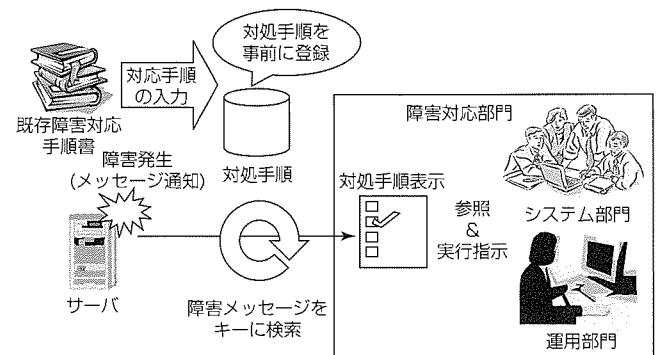 対処手順を
事前に登録
対応手順
の入力
既存障害対応
手順書
対処手順
障害発生
(メッセージ通知)
サーバ
障害メッセージを
キーに検索
障害対応部門
対処手順表示
参照
&
実行指示
システム部門
運用部門